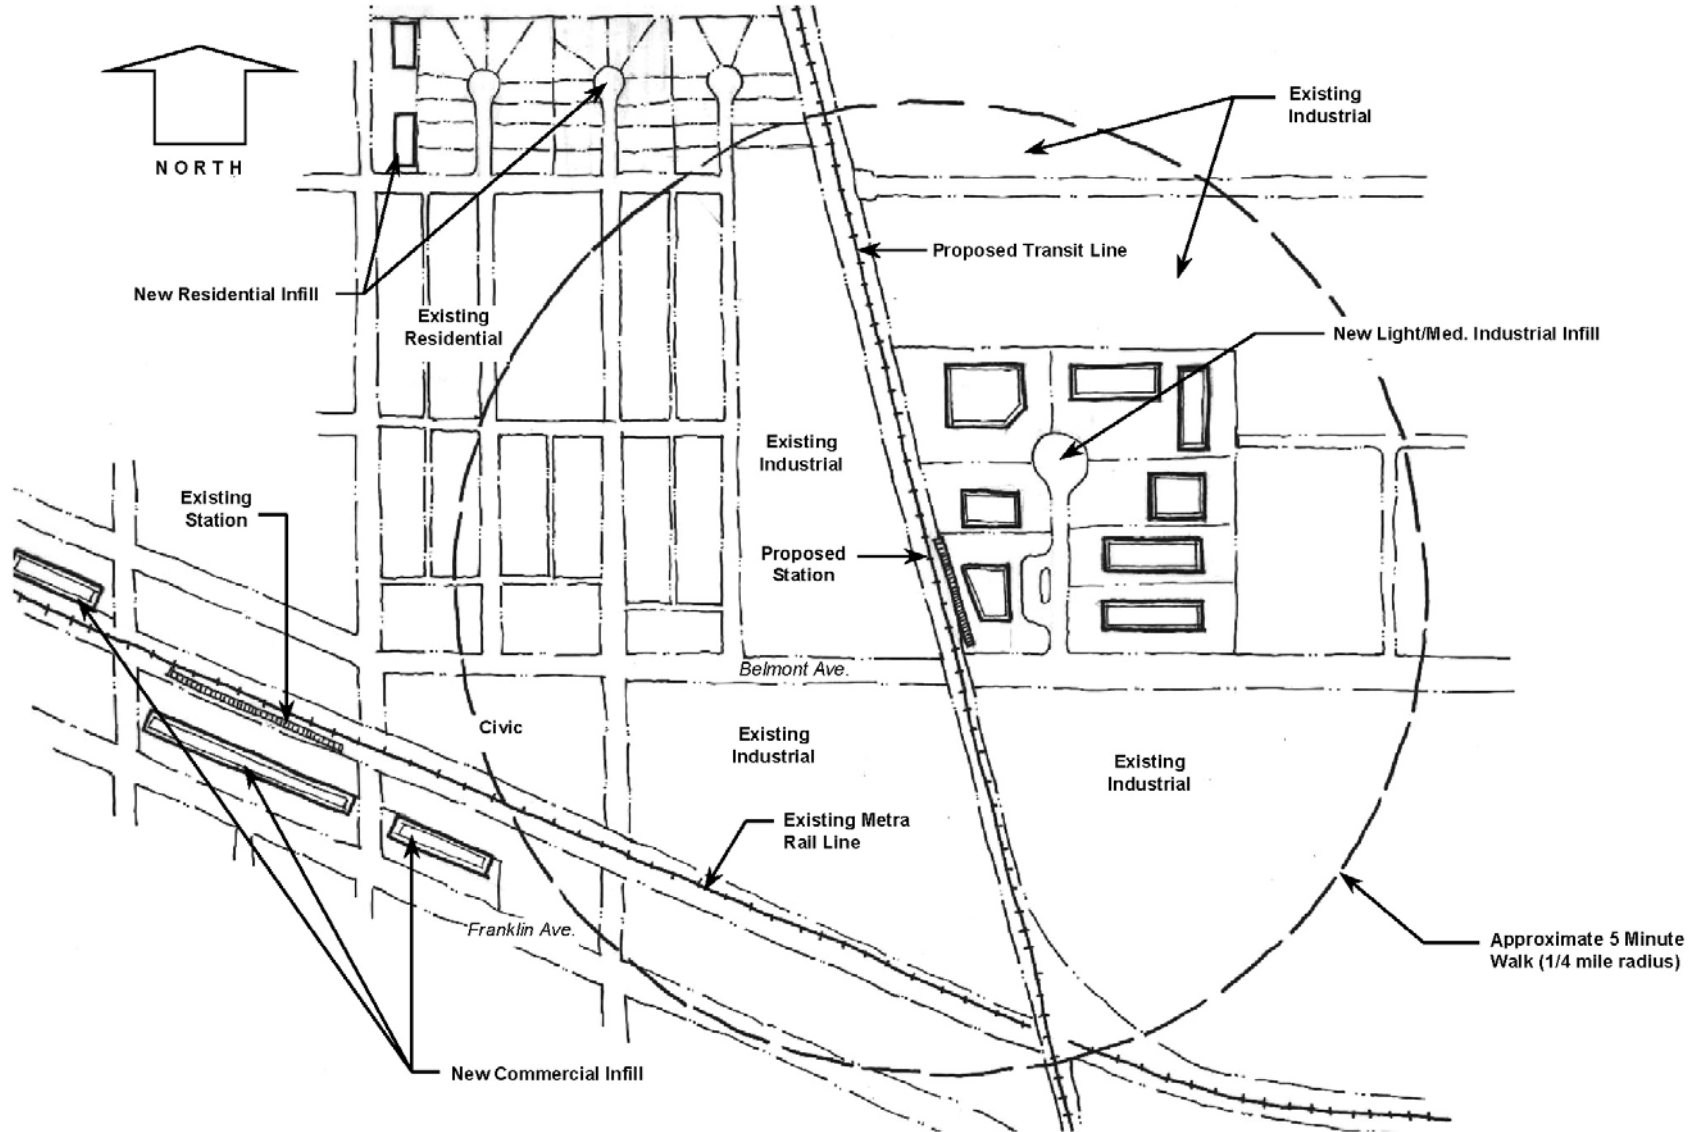 Existing
Industrial
NORTH
Proposed Transit Line
New Residential Infill
Existing
Residential
New Light/Med. Industrial Infill
Existing
Industrial
Existing
Station
Proposed
Station
Belmont Ave.
Civic
Existing
Industrial
Existing
Industrial
Existing Metra
Rail Line
Franklin Ave.
Approximate 5 Minute
Walk (1/4 mile radius)
New Commercial Infill